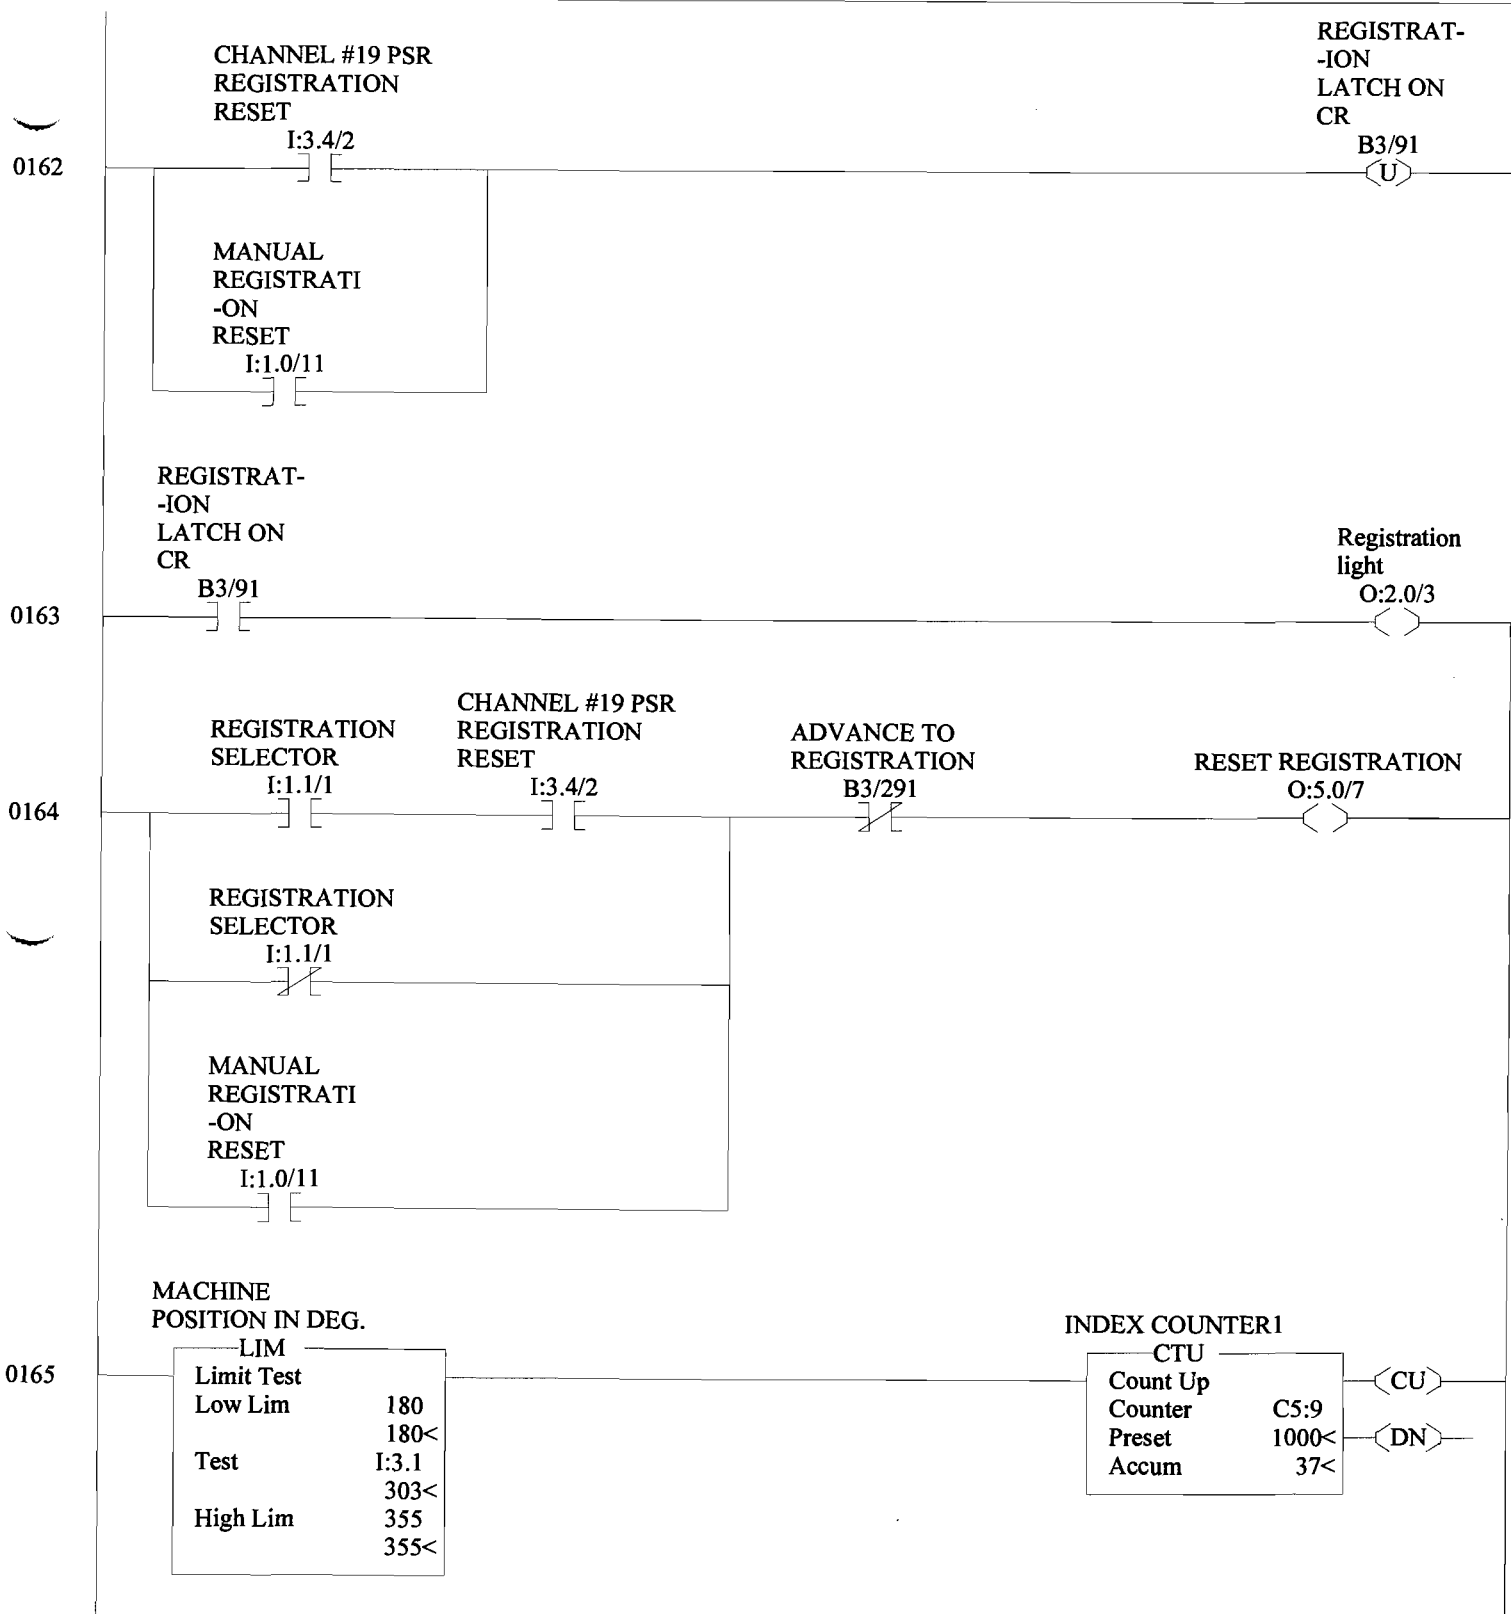 CHANNEL #19 PSR
REGISTRATION
RESET
I:3.4/2
REGISTRAT-
-ION
LATCH ON
CR
B3/91
0162
U
MANUAL
REGISTRATI
-ON
RESET
I:1.0/11
REGISTRAT-
-ION
LATCH ON
CR
B3/91
Registration
light
O:2.0/3
0163
REGISTRATION
SELECTOR
I:1.1/1
CHANNEL #19 PSR
REGISTRATION
RESET
I:3.4/2
ADVANCE TO
REGISTRATION
B3/291
RESET REGISTRATION
O:5.0/7
0164
REGISTRATION
SELECTOR
I:1.1/1
MANUAL
REGISTRATI
-ON
RESET
I:1.0/11
MACHINE
POSITION IN DEG.
0165
LIM
Limit Test
Low Lim 180
180<
Test I:3.1
303<
High Lim 355
355<
INDEX COUNTER1
CTU
Count Up
Counter C5:9
Preset 1000<
Accum 37<
CU
DN